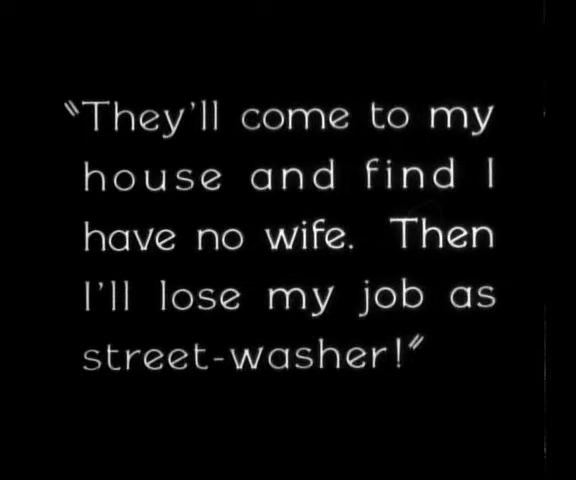 "They'll come to my
house and find I
have no wife. Then
I'll lose my job as
street-washer!"